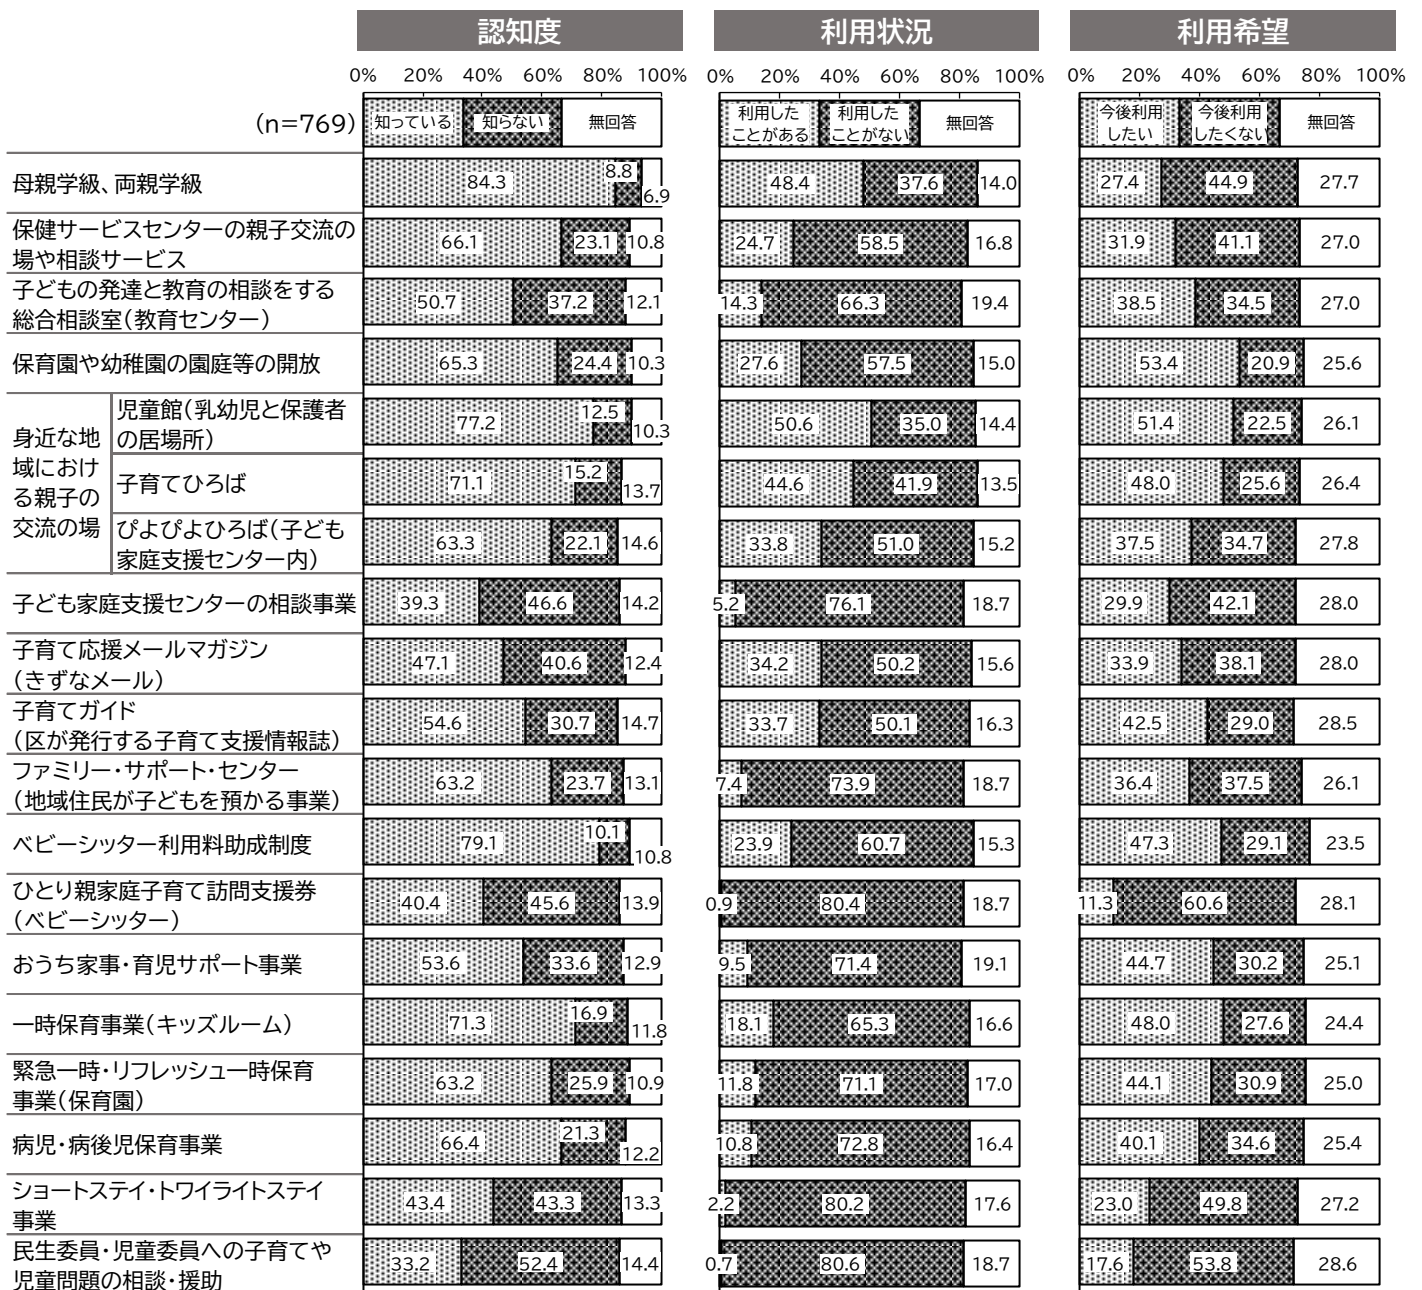 認知度 利用状況 利用希望
0% 20% 40% 60% 80% 100% 0% 20% 40% 60% 80% 100% 0% 20% 40% 60% 80% 100%
(n=769) 知っている 知らない 無回答 利用したことがある 利用したことがない 無回答 今後利用したい 今後利用したくない 無回答
母親学級、両親学級 84.3 8.8 6.9 48.4 37.6 14.0 27.4 44.9 27.7
保健サービスセンターの親子交流の
場や相談サービス 66.1 23.1 10.8 24.7 58.5 16.8 31.9 41.1 27.0
子どもの発達と教育の相談をする
総合相談室(教育センター) 50.7 37.2 12.1 14.3 66.3 19.4 38.5 34.5 27.0
保育園や幼稚園の園庭等の開放 65.3 24.4 10.3 27.6 57.5 15.0 53.4 20.9 25.6
身近な地
域におけ
る親子の
交流の場
児童館(乳幼児と保護者
の居場所) 77.2 12.5 10.3 50.6 35.0 14.4 51.4 22.5 26.1
子育てひろば 71.1 15.2 13.7 44.6 41.9 13.5 48.0 25.6 26.4
ぴよぴよひろば(子ども
家庭支援センター内) 63.3 22.1 14.6 33.8 51.0 15.2 37.5 34.7 27.8
子ども家庭支援センターの相談事業 39.3 46.6 14.2 5.2 76.1 18.7 29.9 42.1 28.0
子育て応援メールマガジン
(きずなメール) 47.1 40.6 12.4 34.2 50.2 15.6 33.9 38.1 28.0
子育てガイド
(区が発行する子育て支援情報誌) 54.6 30.7 14.7 33.7 50.1 16.3 42.5 29.0 28.5
ファミリー・サポート・センター
(地域住民が子どもを預かる事業) 63.2 23.7 13.1 7.4 73.9 18.7 36.4 37.5 26.1
ベビーシッター利用料助成制度 79.1 10.1 10.8 23.9 60.7 15.3 47.3 29.1 23.5
ひとり親家庭子育て訪問支援券
(ベビーシッター) 40.4 45.6 13.9 0.9 80.4 18.7 11.3 60.6 28.1
おうち家事・育児サポート事業 53.6 33.6 12.9 9.5 71.4 19.1 44.7 30.2 25.1
一時保育事業(キッズルーム) 71.3 16.9 11.8 18.1 65.3 16.6 48.0 27.6 24.4
緊急一時・リフレッシュ一時保育
事業(保育園) 63.2 25.9 10.9 11.8 71.1 17.0 44.1 30.9 25.0
病児・病後児保育事業 66.4 21.3 12.2 10.8 72.8 16.4 40.1 34.6 25.4
ショートステイ・トワイライトステイ
事業 43.4 43.3 13.3 2.2 80.2 17.6 23.0 49.8 27.2
民生委員・児童委員への子育てや
児童問題の相談・援助 33.2 52.4 14.4 0.7 80.6 18.7 17.6 53.8 28.6